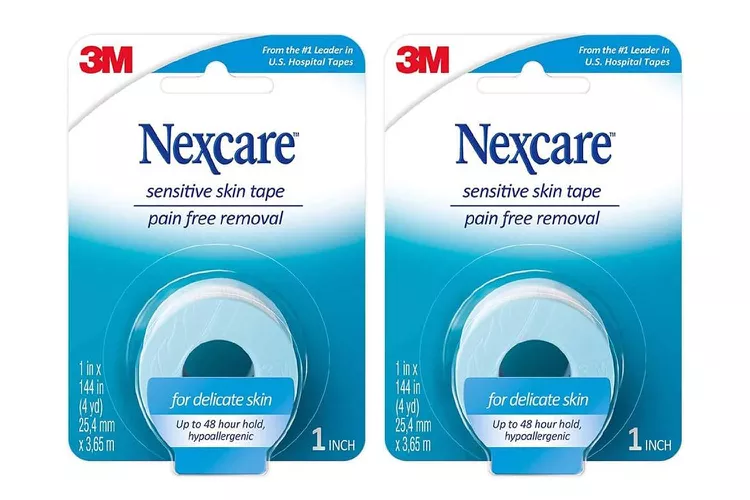 3M
From the #1 Leader in
U.S. Hospital Tapes
Nexcare™
sensitive skin tape
pain free removal
1 in x
144 in
(4 yd)
25,4 mm
x 3,65 m
for delicate skin
Up to 48 hour hold,
hypoallergenic
1 INCH
3M
From the #1 Leader in
U.S. Hospital Tapes
Nexcare™
sensitive skin tape
pain free removal
1 in x
144 in
(4 yd)
25,4 mm
x 3,65 m
for delicate skin
Up to 48 hour hold,
hypoallergenic
1 INCH